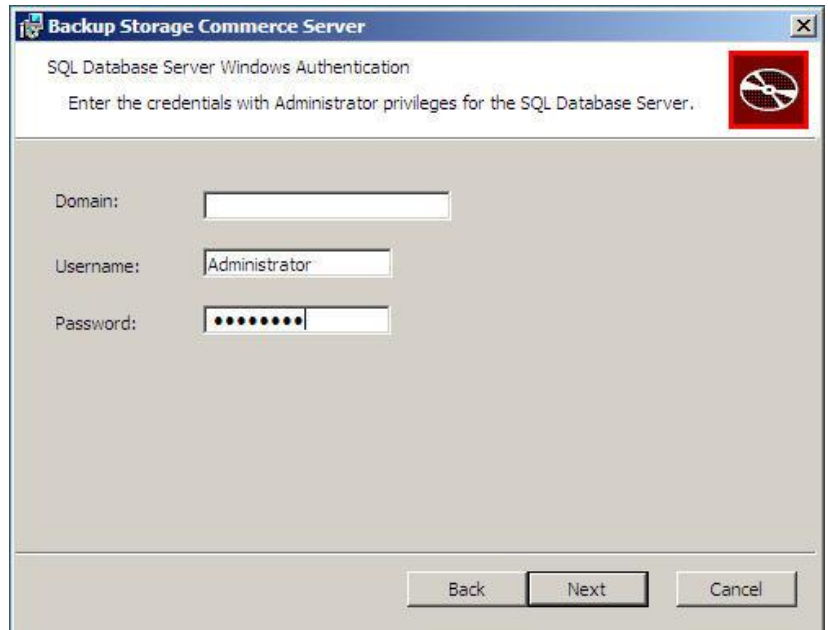 Backup Storage Commerce Server
SQL Database Server Windows Authentication
Enter the credentials with Administrator privileges for the SQL Database Server.
Domain:
Username: Administrator
Password: ●●●●●●●●
Back Next Cancel